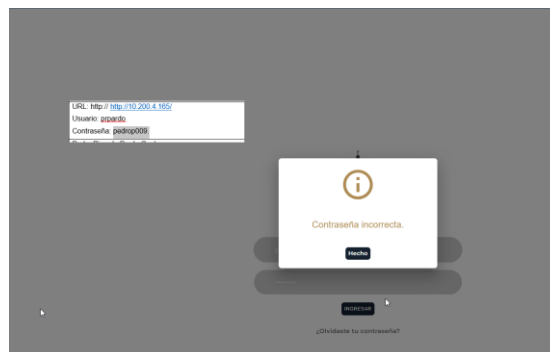 URL: http:// http://10.200.4.165/
Usuario: prpardo
Contraseña: pedrop009.
Contraseña incorrecta.
Hecho
INGRESAR
¿Olvidaste tu contraseña?